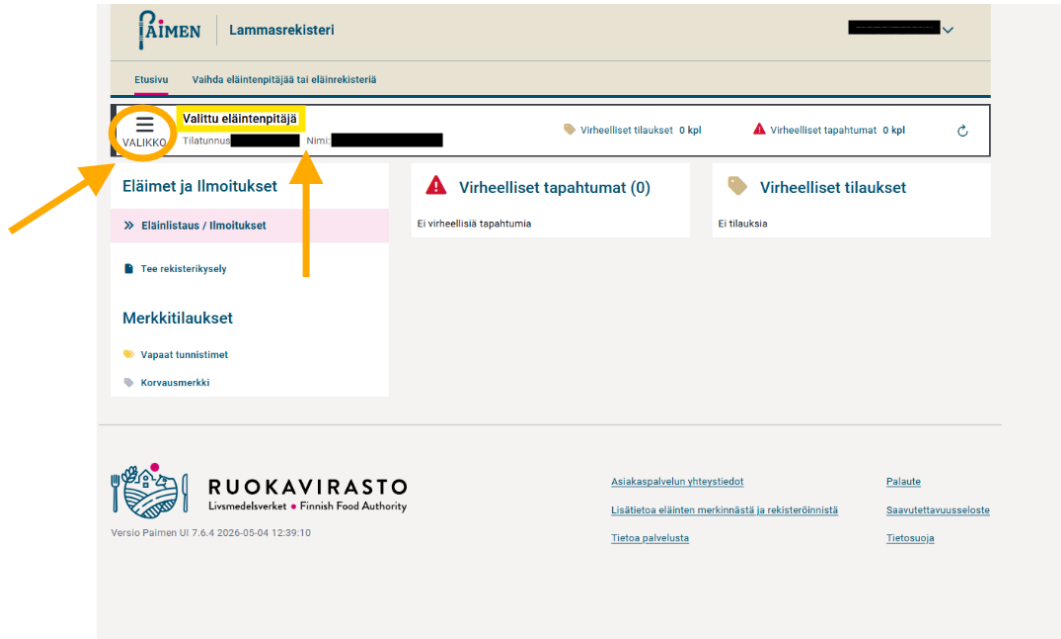 PAIMEN Lammasrekisteri
Etusivu Vaihda eläintenpitäjää tai eläinrekisteriä
VALIKKO
Valittu eläintenpitäjä
Tilatunnus Nimi:
Virheelliset tilaukset 0 kpl
Virheelliset tapahtumat 0 kpl
Eläimet ja Ilmoitukset
Eläinlistaus / Ilmoitukset
Tee rekisterikysely
Merkkitilaukset
Vapaat tunnistimet
Korvausmerkki
Virheelliset tapahtumat (0)
Ei virheellisiä tapahtumia
Virheelliset tilaukset
Ei tilauksia
RUOKAVIRASTO
Livsmedelsverket • Finnish Food Authority
Versio Paimen UI 7.6.4 2026-05-04 12:39:10
Asiakaspalvelun yhteystiedot
Lisätietoa eläinten merkinnästä ja rekisteröinnistä
Tietoa palvelusta
Palaute
Saavutettavuusseloste
Tietosuoja